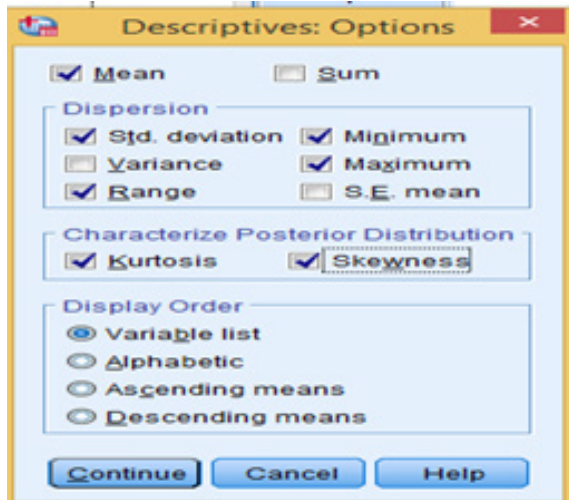 Descriptives: Options
Mean Sum
Dispersion
Std. deviation Minimum
Variance Maximum
Range S.E. mean
Characterize Posterior Distribution
Kurtosis Skewness
Display Order
Variable list
Alphabetic
Ascending means
Descending means
Continue Cancel Help